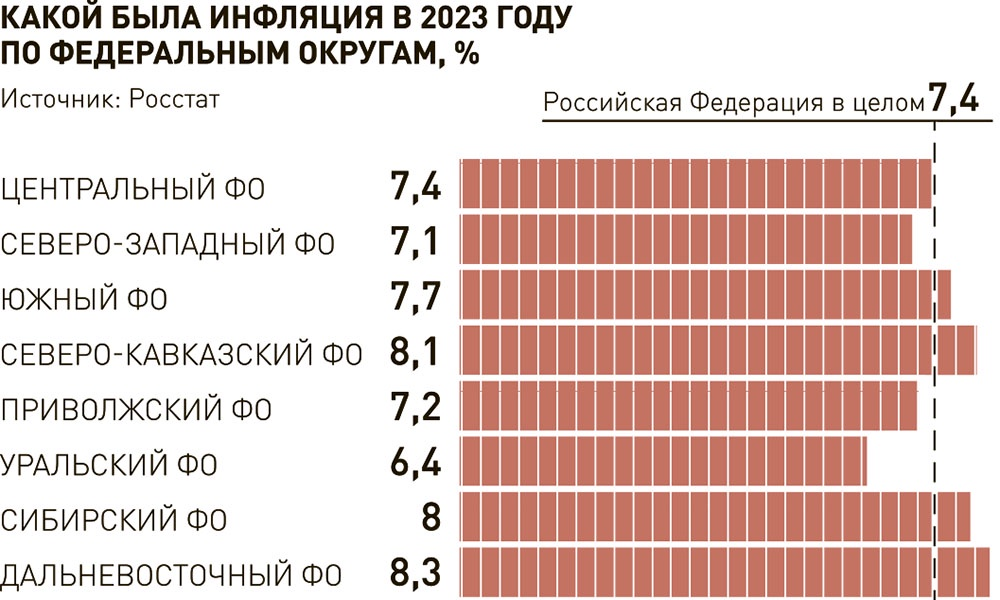 КАКОЙ БЫЛА ИНФЛЯЦИЯ В 2023 ГОДУ
ПО ФЕДЕРАЛЬНЫМ ОКРУГАМ, %
Источник: Росстат
Российская Федерация в целом 7,4
ЦЕНТРАЛЬНЫЙ ФО 7,4
СЕВЕРО-ЗАПАДНЫЙ ФО 7,1
ЮЖНЫЙ ФО 7,7
СЕВЕРО-КАВКАЗСКИЙ ФО 8,1
ПРИВОЛЖСКИЙ ФО 7,2
УРАЛЬСКИЙ ФО 6,4
СИБИРСКИЙ ФО 8
ДАЛЬНЕВОСТОЧНЫЙ ФО 8,3